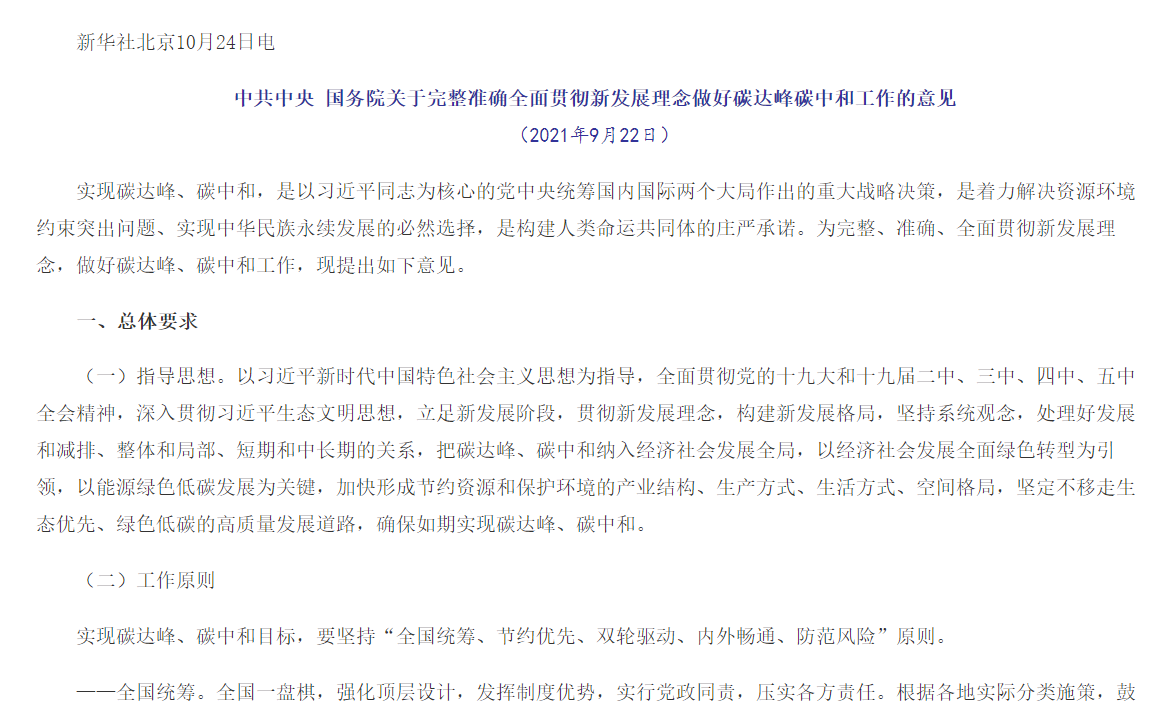 新华社北京10月24日电
中共中央 国务院关于完整准确全面贯彻新发展理念做好碳达峰碳中和工作的意见
（2021年9月22日）
实现碳达峰、碳中和，是以习近平同志为核心的党中央统筹国内国际两个大局作出的重大战略决策，是着力解决资源环境
约束突出问题、实现中华民族永续发展的必然选择，是构建人类命运共同体的庄严承诺。为完整、准确、全面贯彻新发展理
念，做好碳达峰、碳中和工作，现提出如下意见。
一、总体要求
（一）指导思想。以习近平新时代中国特色社会主义思想为指导，全面贯彻党的十九大和十九届二中、三中、四中、五中
全会精神，深入贯彻习近平生态文明思想，立足新发展阶段，贯彻新发展理念，构建新发展格局，坚持系统观念，处理好发展
和减排、整体和局部、短期和中长期的关系，把碳达峰、碳中和纳入经济社会发展全局，以经济社会发展全面绿色转型为引
领，以能源绿色低碳发展为关键，加快形成节约资源和保护环境的产业结构、生产方式、生活方式、空间格局，坚定不移走生
态优先、绿色低碳的高质量发展道路，确保如期实现碳达峰、碳中和。
（二）工作原则
实现碳达峰、碳中和目标，要坚持“全国统筹、节约优先、双轮驱动、内外畅通、防范风险”原则。
——全国统筹。全国一盘棋，强化顶层设计，发挥制度优势，实行党政同责，压实各方责任。根据各地实际分类施策，鼓